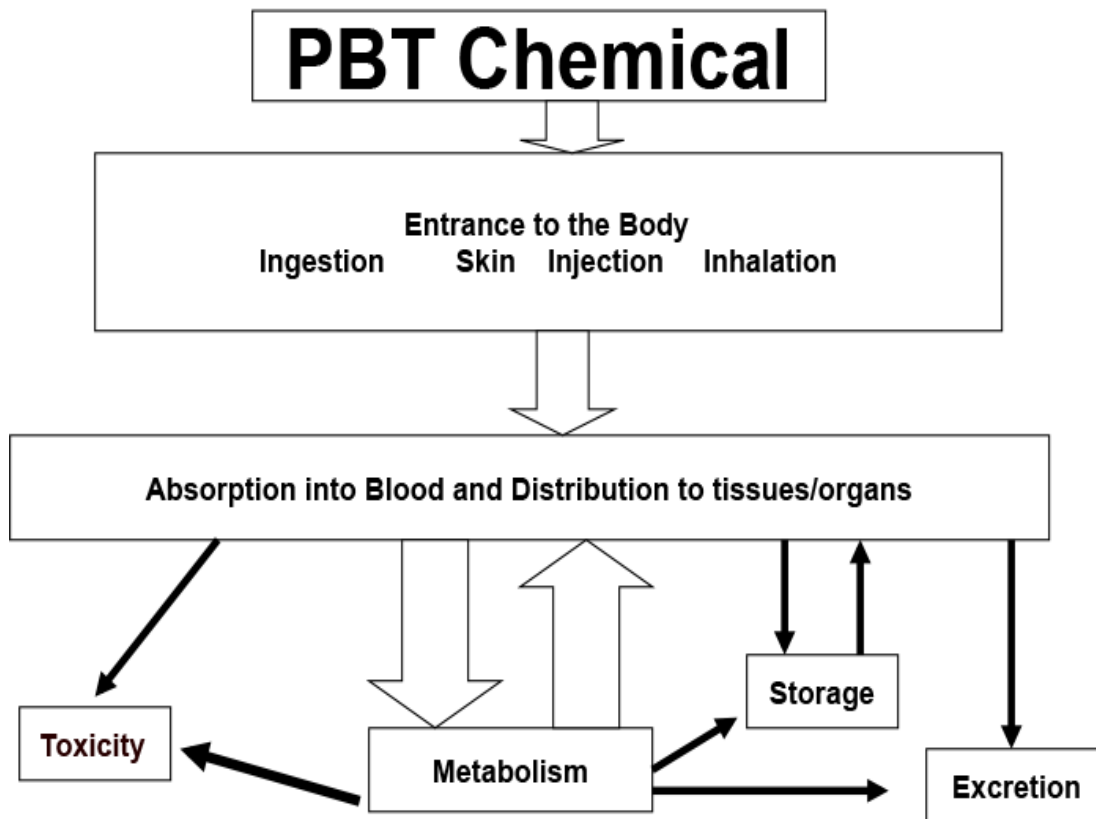 PBT Chemical
Entrance to the Body
Ingestion Skin Injection Inhalation
Absorption into Blood and Distribution to tissues/organs
Storage
Toxicity
Metabolism
Excretion